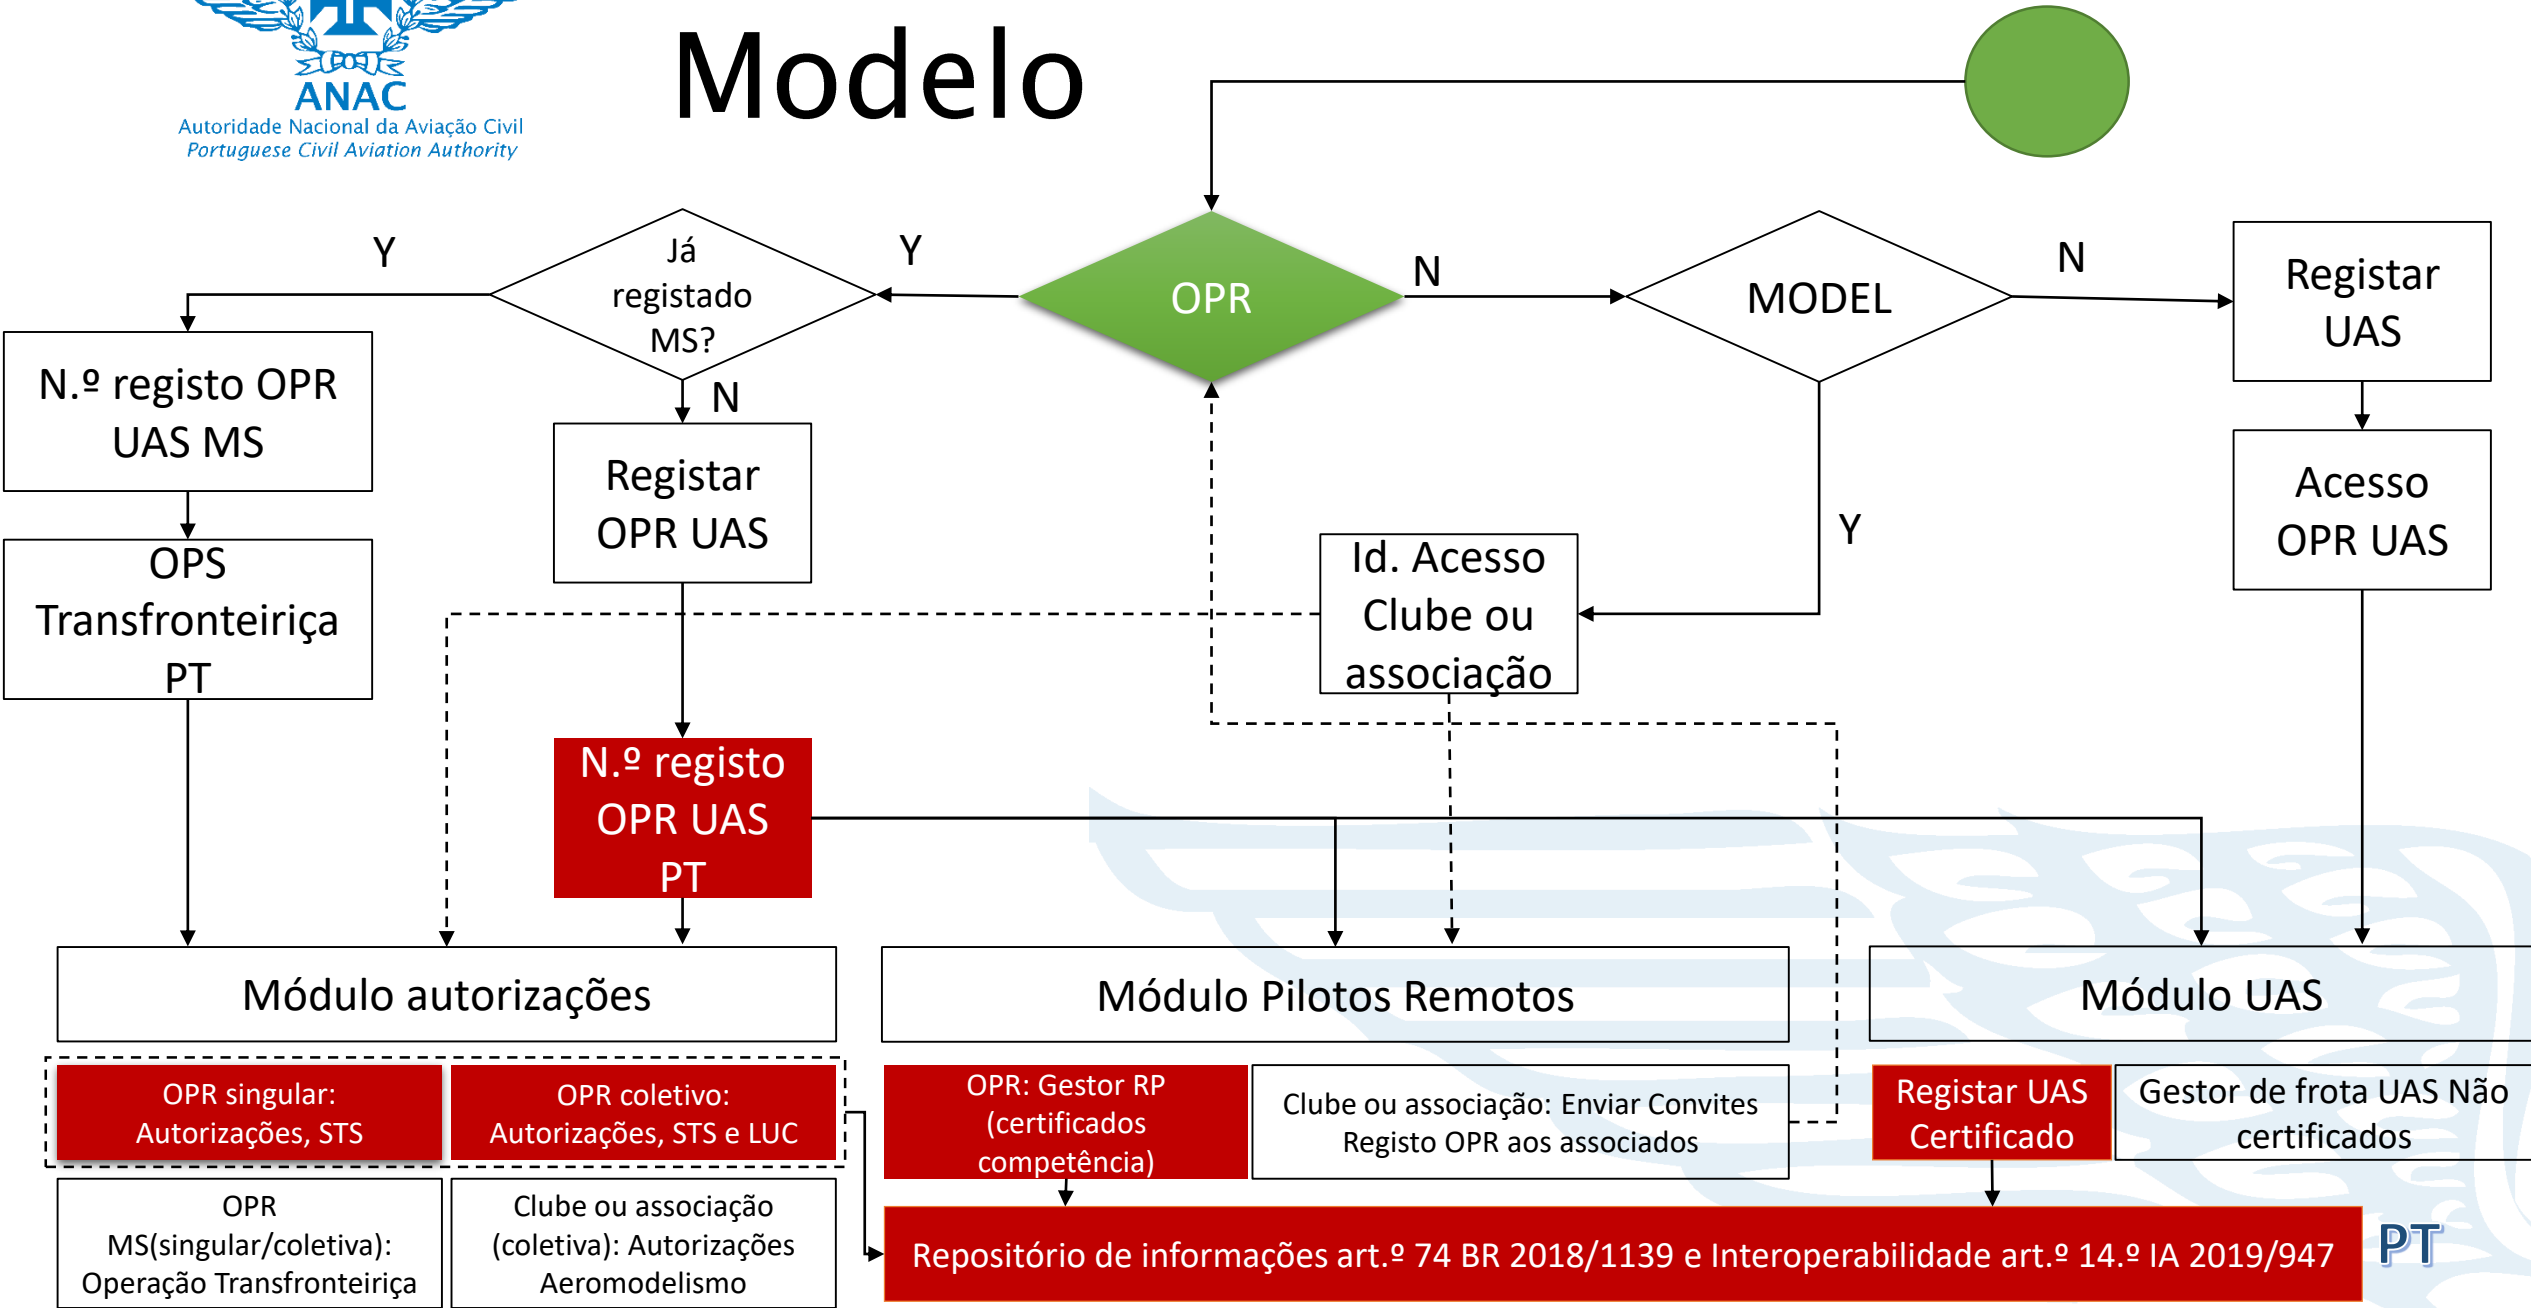 ANAC
Autoridade Nacional da Aviação Civil
Portuguese Civil Aviation Authority
Modelo
Y
Já
registado
MS?
Y
OPR
N
MODEL
N
Registar
UAS
N.º registo OPR
UAS MS
N
Registar
OPR UAS
Y
Acesso
OPR UAS
OPS
Transfronteiriça
PT
Id. Acesso
Clube ou
associação
N.º registo
OPR UAS
PT
Módulo autorizações
Módulo Pilotos Remotos
Módulo UAS
OPR singular:
Autorizações, STS
OPR coletivo:
Autorizações, STS e LUC
OPR: Gestor RP
(certificados
competência)
Clube ou associação: Enviar Convites
Registo OPR aos associados
Registar UAS
Certificado
Gestor de frota UAS Não
certificados
OPR
MS(singular/coletiva):
Operação Transfronteiriça
Clube ou associação
(coletiva): Autorizações
Aeromodelismo
Repositório de informações art.º 74 BR 2018/1139 e Interoperabilidade art.º 14.º IA 2019/947
PT